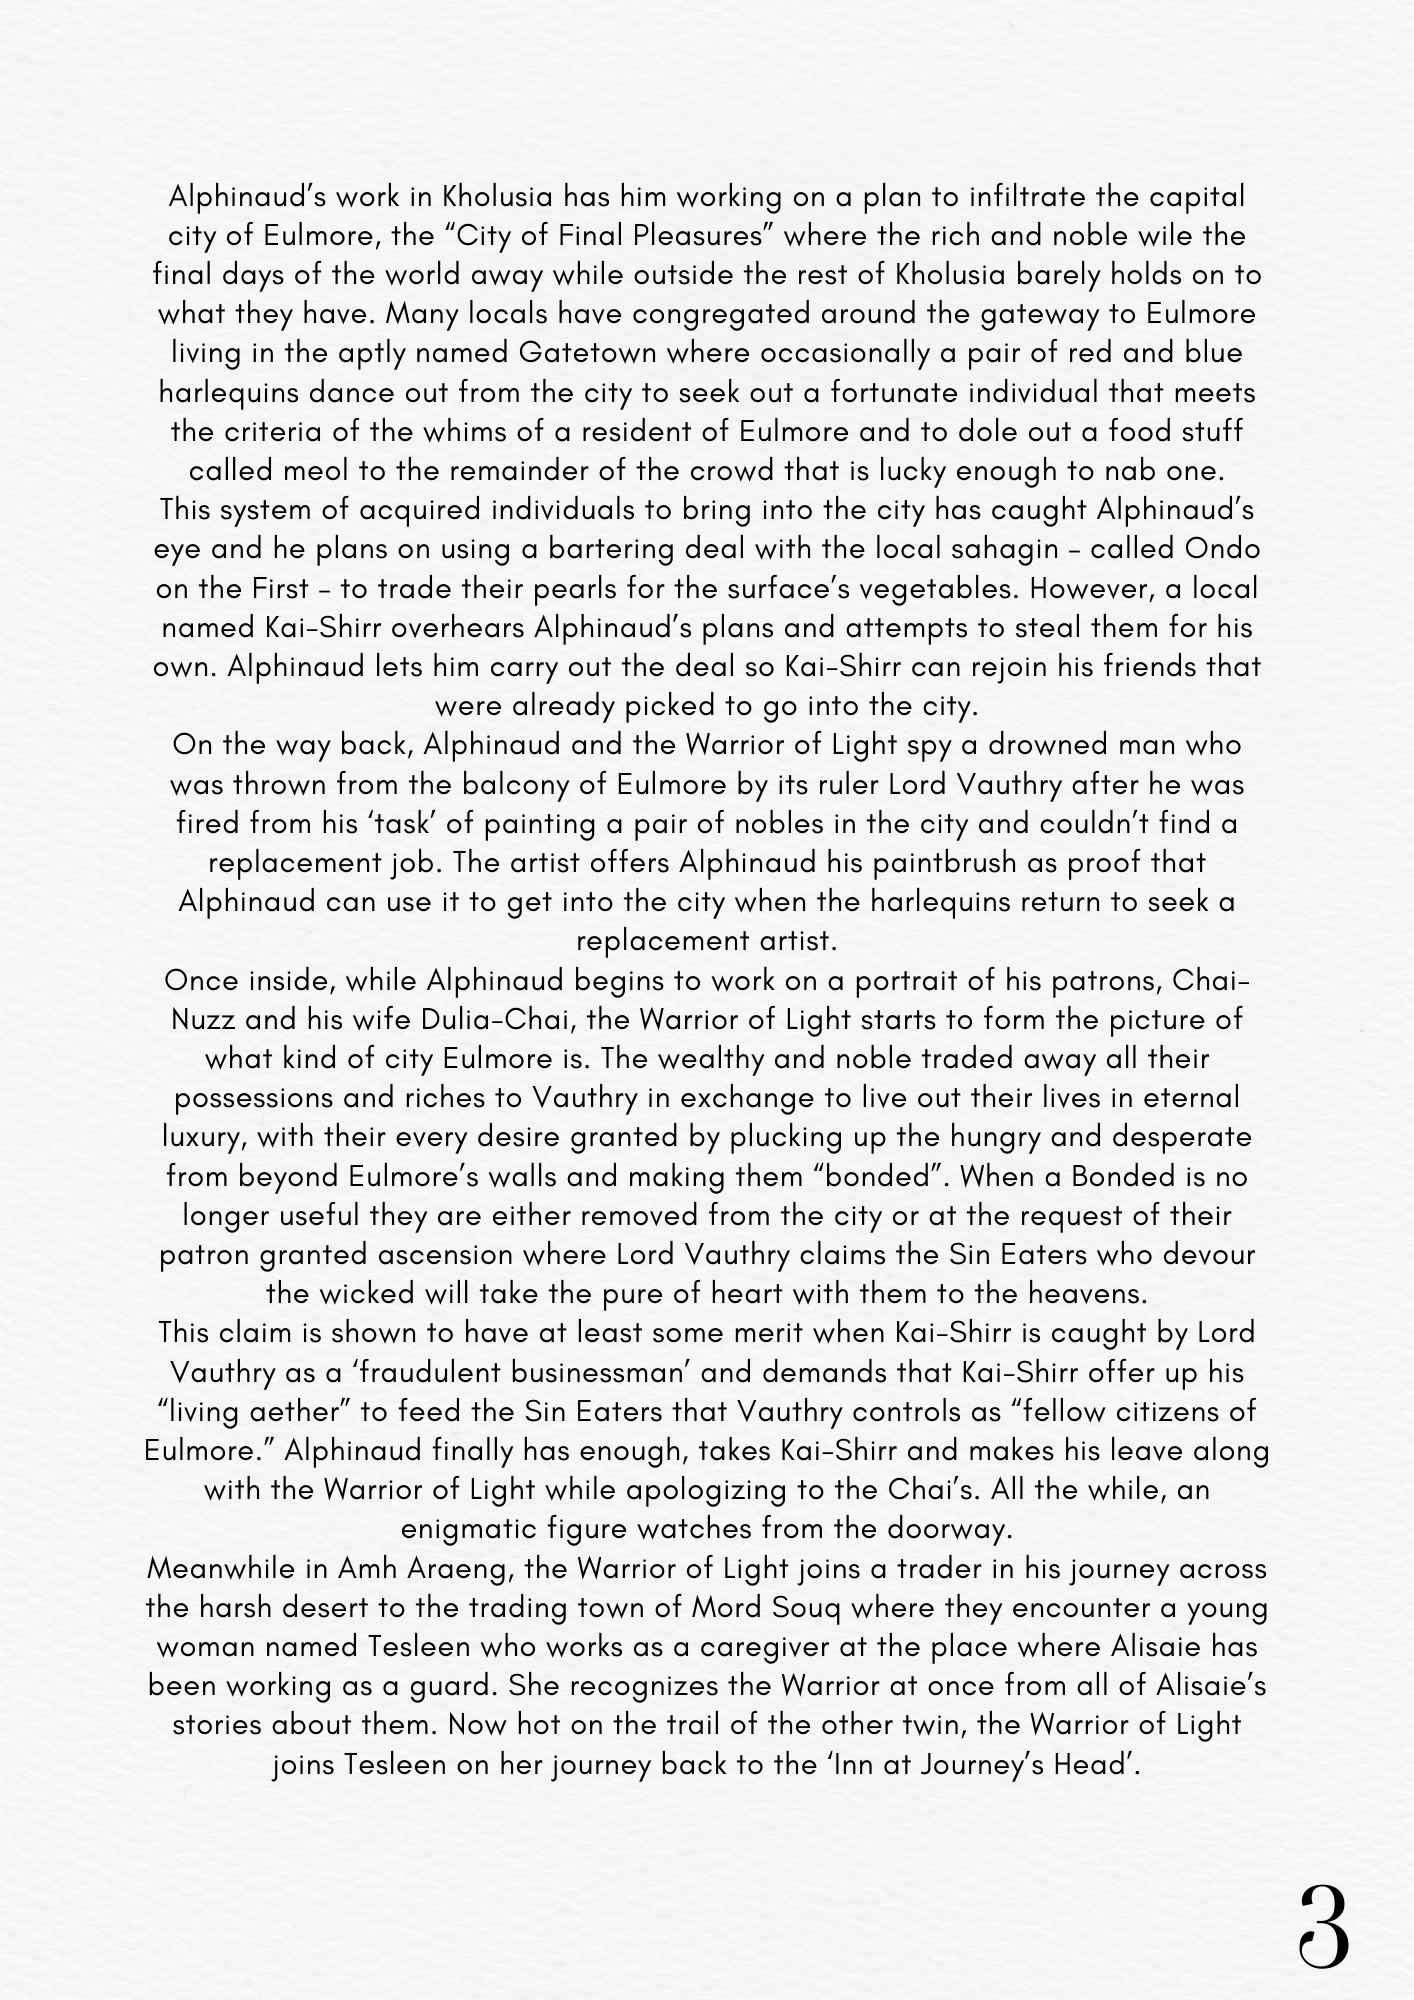 Alphinaud’s work in Kholusia has him working on a plan to infiltrate the capital
city of Eulmore, the “City of Final Pleasures” where the rich and noble wile the
final days of the world away while outside the rest of Kholusia barely holds on to
what they have. Many locals have congregated around the gateway to Eulmore
living in the aptly named Gatetown where occasionally a pair of red and blue
harlequins dance out from the city to seek out a fortunate individual that meets
the criteria of the whims of a resident of Eulmore and to dole out a food stuff
called meol to the remainder of the crowd that is lucky enough to nab one.
This system of acquired individuals to bring into the city has caught Alphinaud’s
eye and he plans on using a bartering deal with the local sahagin – called Ondo
on the First – to trade their pearls for the surface’s vegetables. However, a local
named Kai-Shirr overhears Alphinaud’s plans and attempts to steal them for his
own. Alphinaud lets him carry out the deal so Kai-Shirr can rejoin his friends that
were already picked to go into the city.
On the way back, Alphinaud and the Warrior of Light spy a drowned man who
was thrown from the balcony of Eulmore by its ruler Lord Vauthry after he was
fired from his ‘task’ of painting a pair of nobles in the city and couldn’t find a
replacement job. The artist offers Alphinaud his paintbrush as proof that
Alphinaud can use it to get into the city when the harlequins return to seek a
replacement artist.
Once inside, while Alphinaud begins to work on a portrait of his patrons, Chai-
Nuzz and his wife Dulia-Chai, the Warrior of Light starts to form the picture of
what kind of city Eulmore is. The wealthy and noble traded away all their
possessions and riches to Vauthry in exchange to live out their lives in eternal
luxury, with their every desire granted by plucking up the hungry and desperate
from beyond Eulmore’s walls and making them “bonded”. When a Bonded is no
longer useful they are either removed from the city or at the request of their
patron granted ascension where Lord Vauthry claims the Sin Eaters who devour
the wicked will take the pure of heart with them to the heavens.
This claim is shown to have at least some merit when Kai-Shirr is caught by Lord
Vauthry as a ‘fraudulent businessman’ and demands that Kai-Shirr offer up his
“living aether” to feed the Sin Eaters that Vauthry controls as “fellow citizens of
Eulmore.” Alphinaud finally has enough, takes Kai-Shirr and makes his leave along
with the Warrior of Light while apologizing to the Chai’s. All the while, an
enigmatic figure watches from the doorway.
Meanwhile in Amh Araeng, the Warrior of Light joins a trader in his journey across
the harsh desert to the trading town of Mord Souq where they encounter a young
woman named Tesleen who works as a caregiver at the place where Alisaie has
been working as a guard. She recognizes the Warrior at once from all of Alisaie’s
stories about them. Now hot on the trail of the other twin, the Warrior of Light
joins Tesleen on her journey back to the ‘Inn at Journey’s Head’.
3